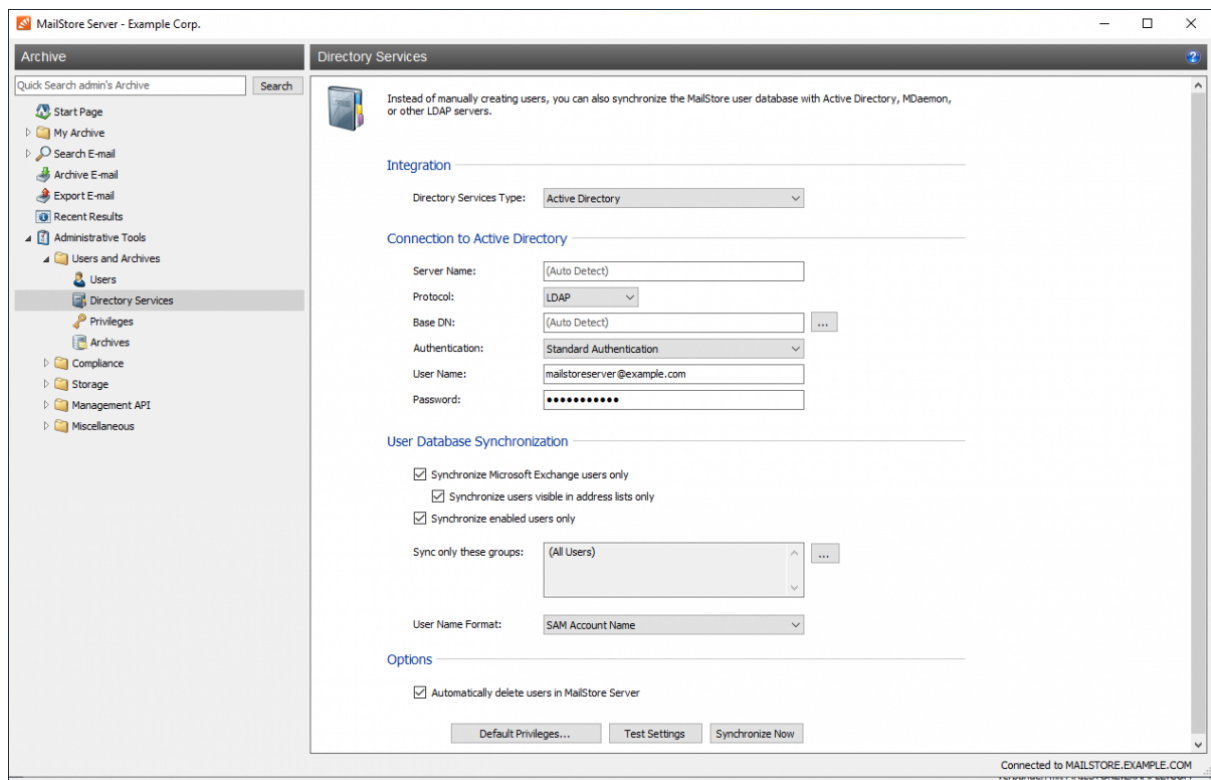 MailStore Server - Example Corp.
Archive
Quick Search admin's Archive
Search
Start Page
My Archive
Search E-mail
Archive E-mail
Export E-mail
Recent Results
Administrative Tools
Users and Archives
Users
Directory Services
Privileges
Archives
Compliance
Storage
Management API
Miscellaneous
Directory Services
Instead of manually creating users, you can also synchronize the MailStore user database with Active Directory, MDaemon,
or other LDAP servers.
Integration
Directory Services Type: Active Directory
Connection to Active Directory
Server Name: (Auto Detect)
Protocol: LDAP
Base DN: (Auto Detect) ...
Authentication: Standard Authentication
User Name: mailstoreserver@example.com
Password: ●●●●●●●●●●●
User Database Synchronization
Synchronize Microsoft Exchange users only
Synchronize users visible in address lists only
Synchronize enabled users only
Sync only these groups: (All Users) ...
User Name Format: SAM Account Name
Options
Automatically delete users in MailStore Server
Default Privileges... Test Settings Synchronize Now
Connected to MAILSTORE.EXAMPLE.COM